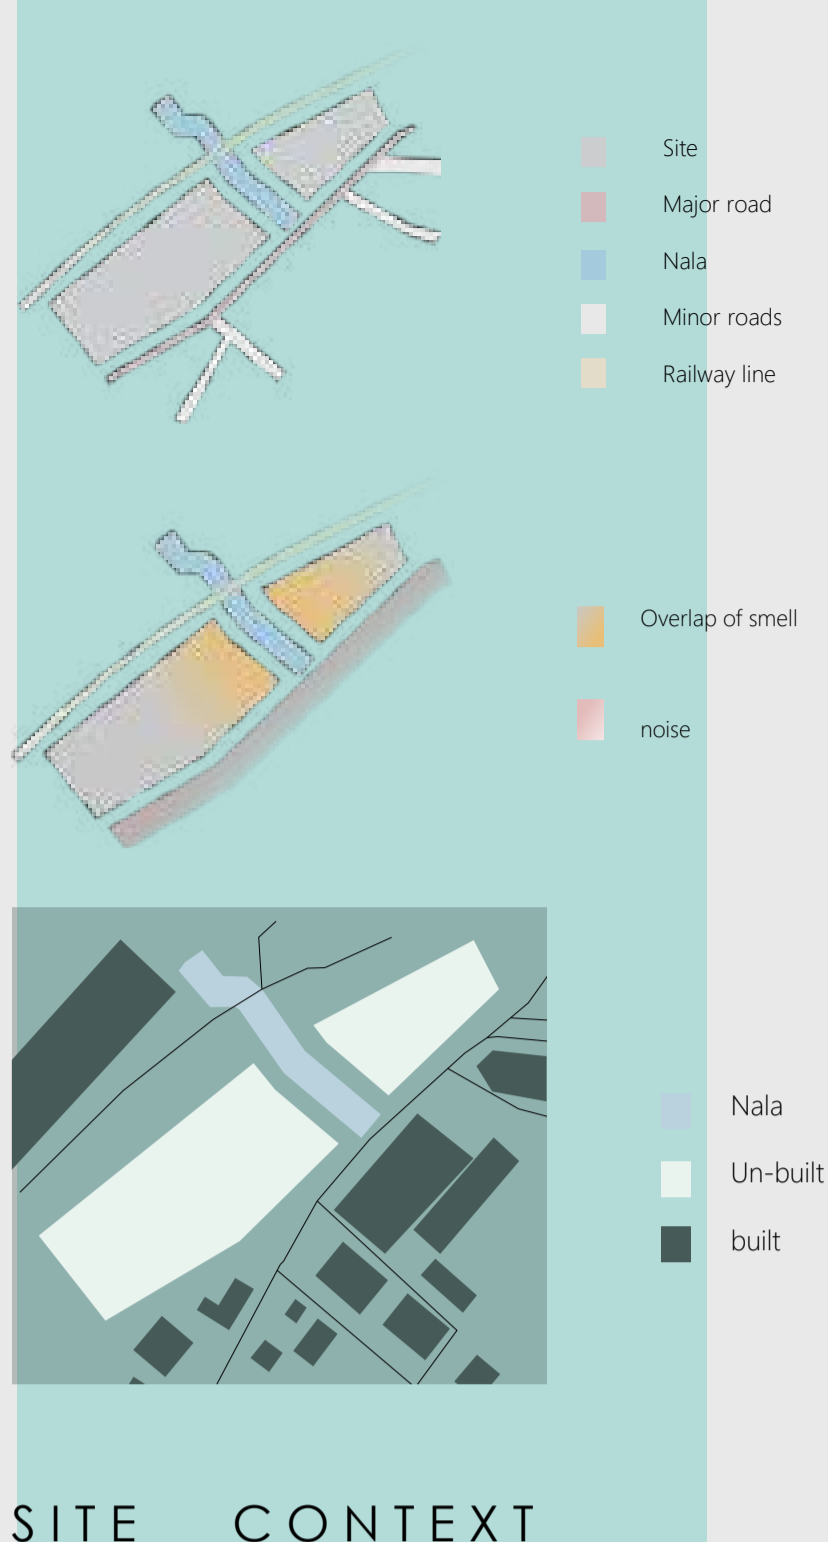 Site
Major road
Nala
Minor roads
Railway line
Overlap of smell
noise
Nala
Un-built
built
SITE CONTEXT